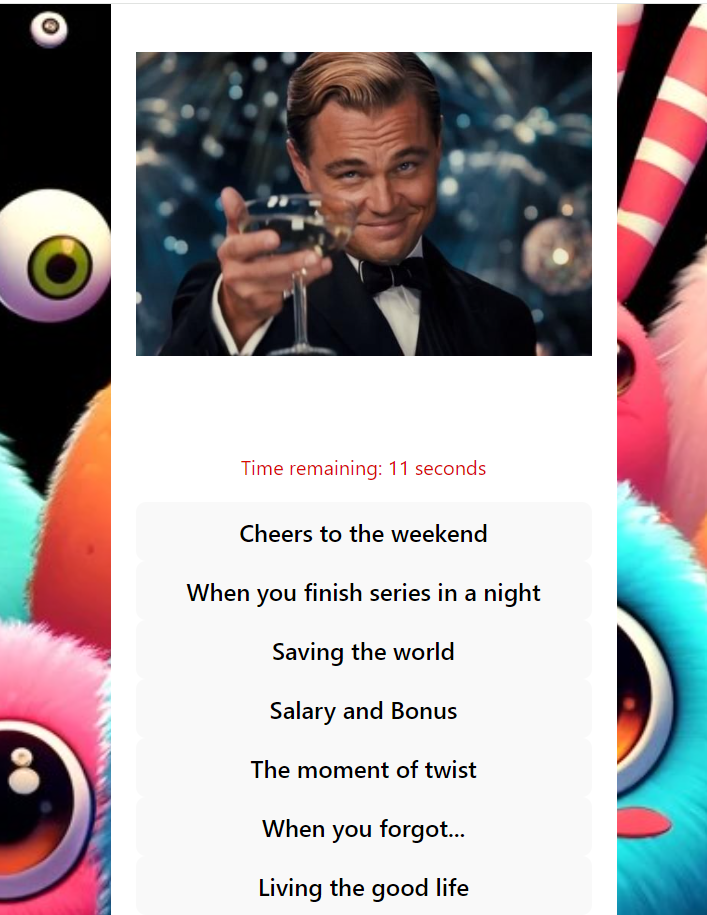 Time remaining: 11 seconds
Cheers to the weekend
When you finish series in a night
Saving the world
Salary and Bonus
The moment of twist
When you forgot...
Living the good life